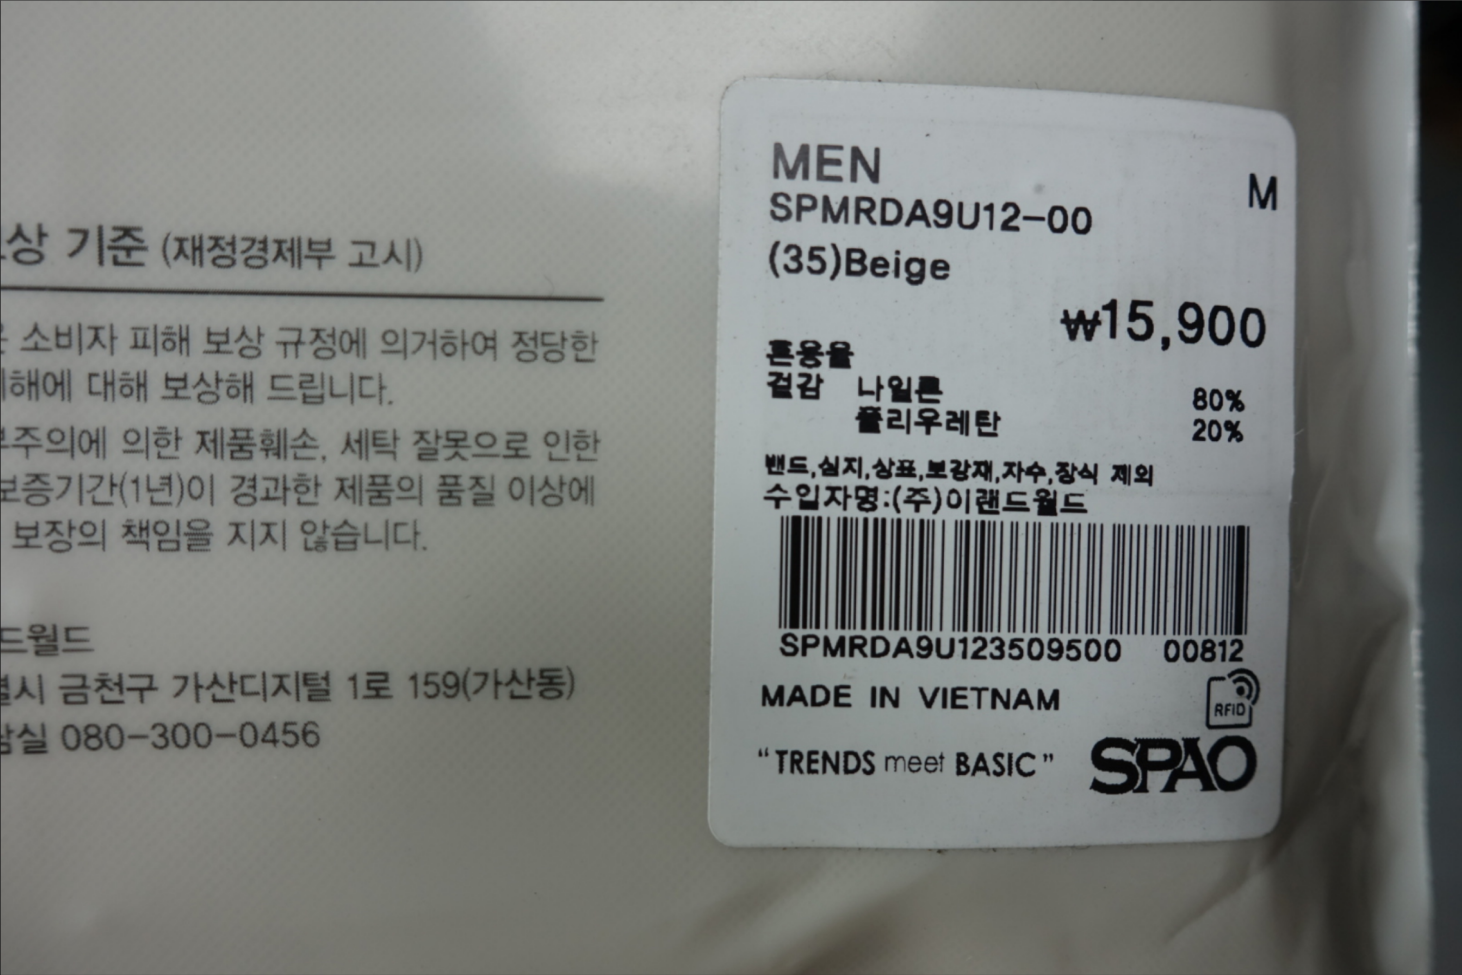 상 기준 (재정경제부 고시)
소비자 피해 보상 규정에 의거하여 정당한
대해 보상해 드립니다.
의한 제품훼손, 세탁 잘못으로 인한
보증기간(1년)이 경과한 제품의 품질 이상에
보장의 책임을 지지 않습니다.
드월드
금천구 가산디지털 1로 159(가산동)
080-300-0456
MEN
M
SPMRDA9U12-00
(35)Beige
₩15,900
혼용율
겉감 나일론 80%
폴리우레탄 20%
밴드,심지,상표,보강재,자수,장식 제외
수입자명:(주)이랜드월드
SPMRDA9U123509500 00812
MADE IN VIETNAM
RFID
"TRENDS meet BASIC"
SPAO